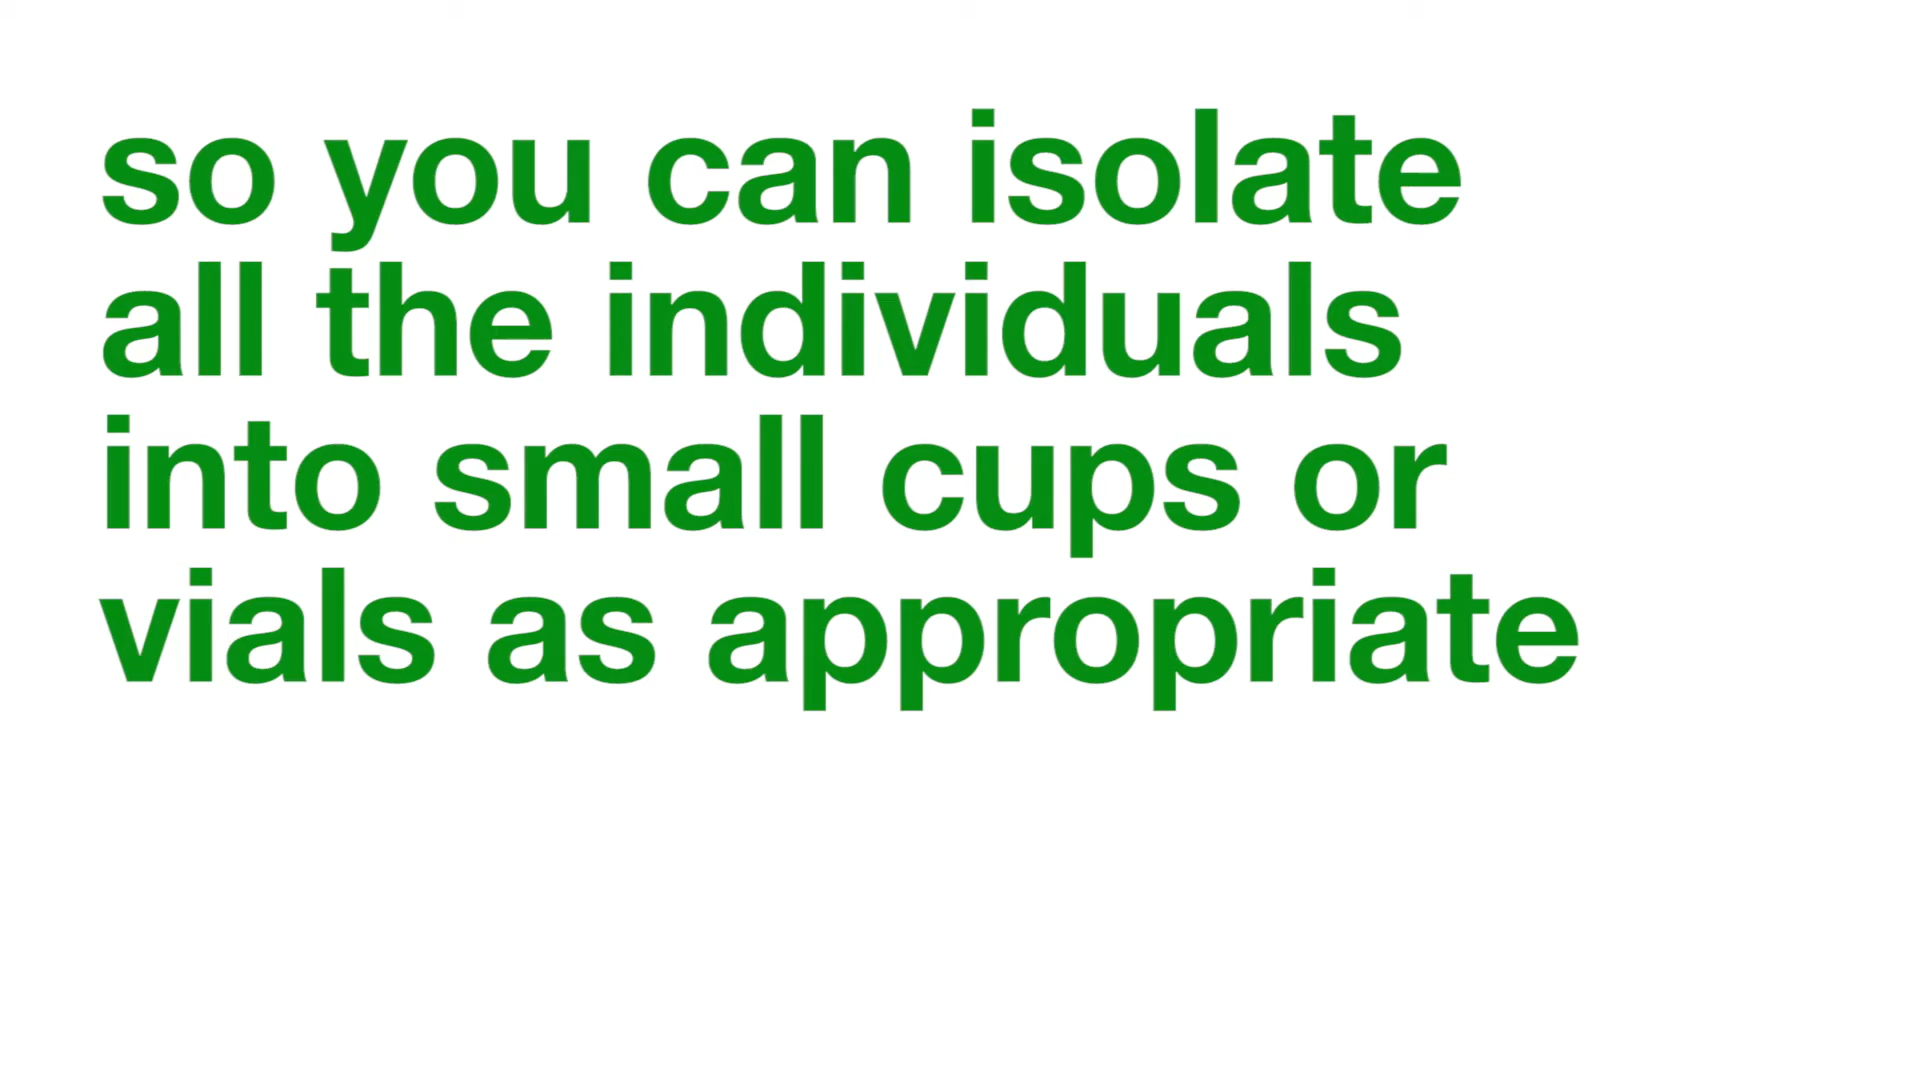 so you can isolate
all the individuals
into small cups or
vials as appropriate